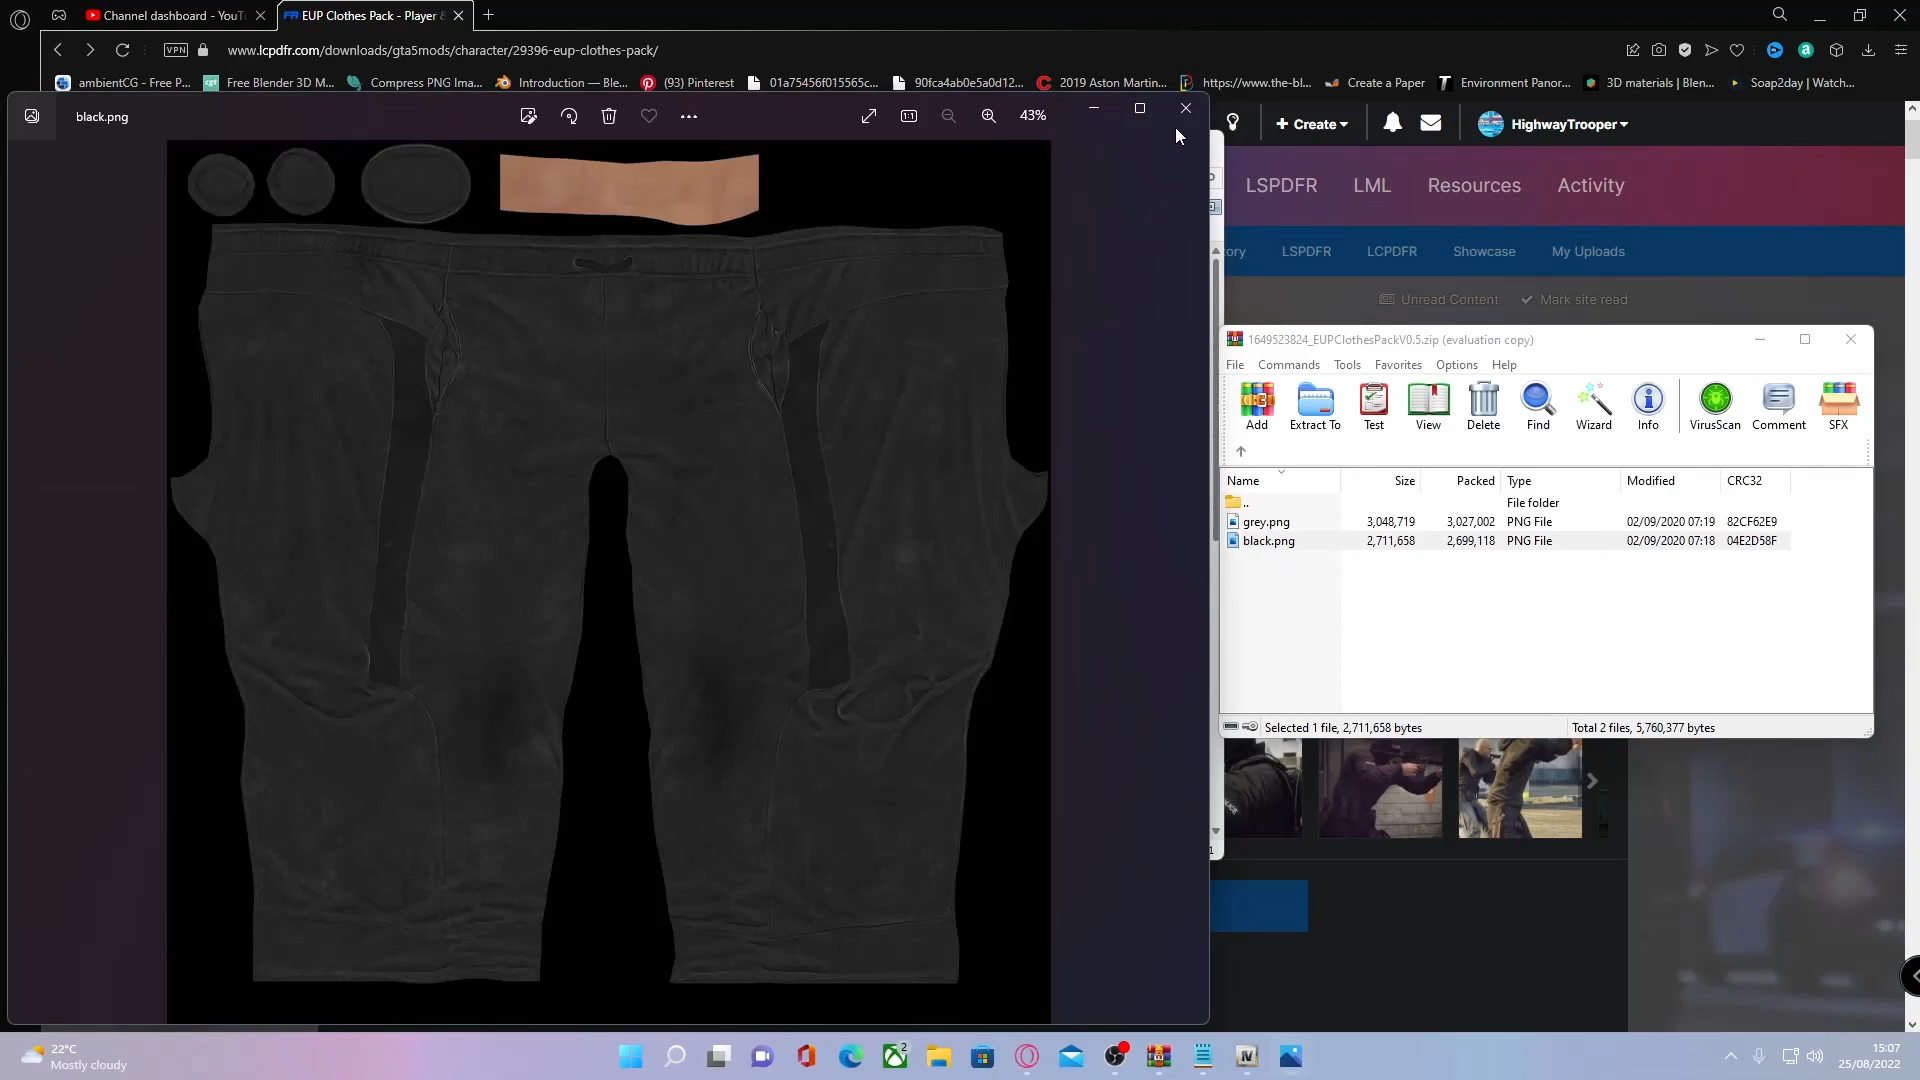 Channel dashboard - YouT
EUP Clothes Pack - Player &
VPN
www.lcpdfr.com/downloads/gta5mods/character/29396-eup-clothes-pack/
ambientCG - Free P...
Free Blender 3D M...
Compress PNG Ima...
Introduction — Ble...
(93) Pinterest
01a75456f015565c...
90fca4ab0e5a0d12...
2019 Aston Martin...
https://www.the-bl...
Create a Paper
Environment Panor...
3D materials | Blen...
Soap2day | Watch...
black.png
1:1
43%
+ Create
HighwayTrooper
LSPDFR
LML
Resources
Activity
tory
LSPDFR
LCPDFR
Showcase
My Uploads
Unread Content
Mark site read
1649523824_EUPClothesPackV0.5.zip (evaluation copy)
File
Commands
Tools
Favorites
Options
Help
Add
Extract To
Test
View
Delete
Find
Wizard
Info
VirusScan
Comment
SFX
Name
Size
Packed
Type
Modified
CRC32
..
File folder
grey.png
3,048,719
3,027,002
PNG File
02/09/2020 07:19
82CF62E9
black.png
2,711,658
2,699,118
PNG File
02/09/2020 07:18
04E2D58F
Selected 1 file, 2,711,658 bytes
Total 2 files, 5,760,377 bytes
22°C
Mostly cloudy
2
15:07
25/08/2022